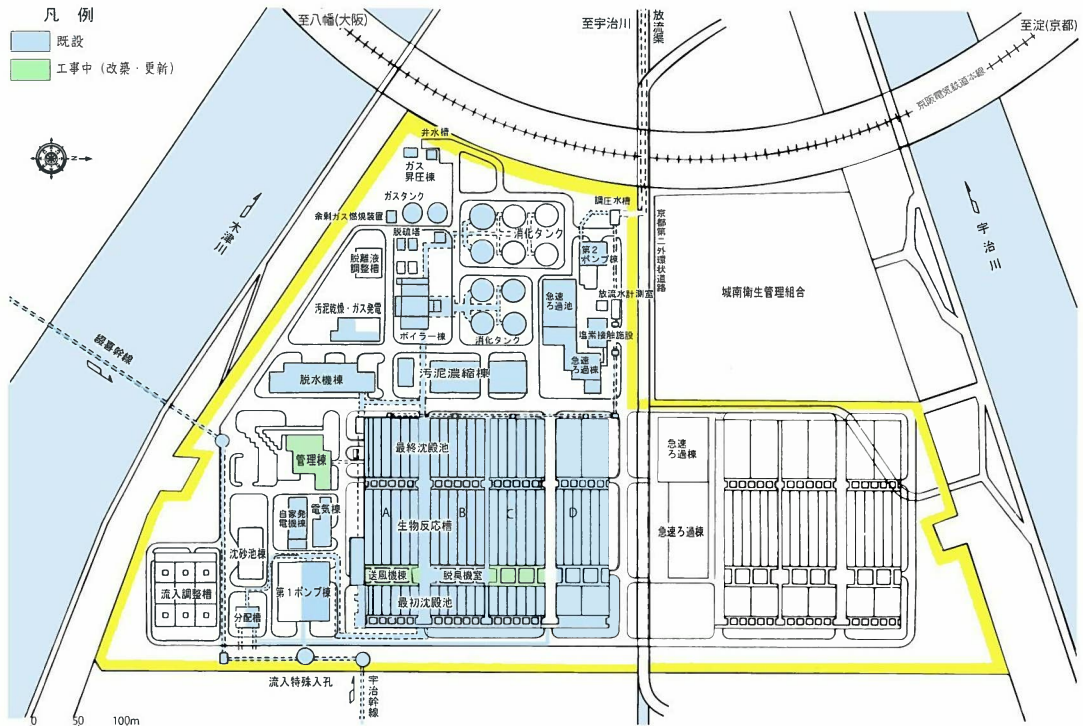 凡 例
既設
工事中(改築・更新)
至八幡(大阪)
至宇治川
放流渠
至淀(京都)
京阪電気鉄道本線
N
井水槽
ガス
昇圧棟
ガスタンク
余剰ガス燃焼装置
脱硫塔
消化タンク
調圧水槽
第2
ポンプ棟
京都第二外環状道路
木津川
宇治川
脱離液
調整槽
汚泥乾燥・ガス発電
ボイラー棟
消化タンク
急速
ろ過池
放流水計測室
塩素接触施設
急速
ろ過棟
城南衛生管理組合
綴喜幹線
脱水機棟
汚泥濃縮棟
管理棟
最終沈殿池
急速
ろ過棟
自家発
電機棟
電気棟
A
B
C
D
生物反応槽
急速ろ過棟
沈砂池棟
送風機棟
脱臭機室
流入調整槽
第1ポンプ棟
最初沈殿池
分配槽
流入特殊人孔
宇治幹線
0 50 100m